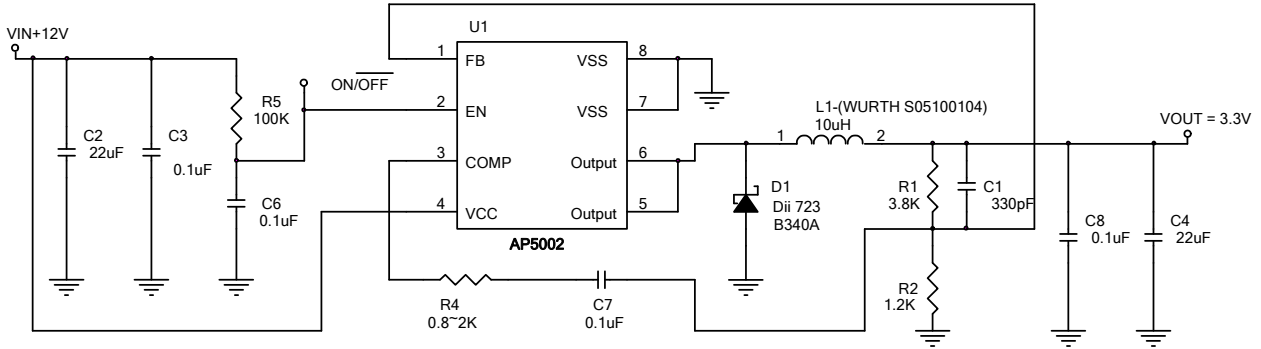 VIN+12V
U1
1
FB
VSS
8
ON/OFF
R5
100K
2
EN
VSS
7
L1-(WURTH S05100104)
10uH
1
2
VOUT = 3.3V
C2
22uF
C3
0.1uF
3
COMP
Output
6
C6
0.1uF
4
VCC
Output
5
D1
Dii 723
B340A
R1
3.8K
C1
330pF
C8
0.1uF
C4
22uF
AP5002
R4
0.8~2K
C7
0.1uF
R2
1.2K